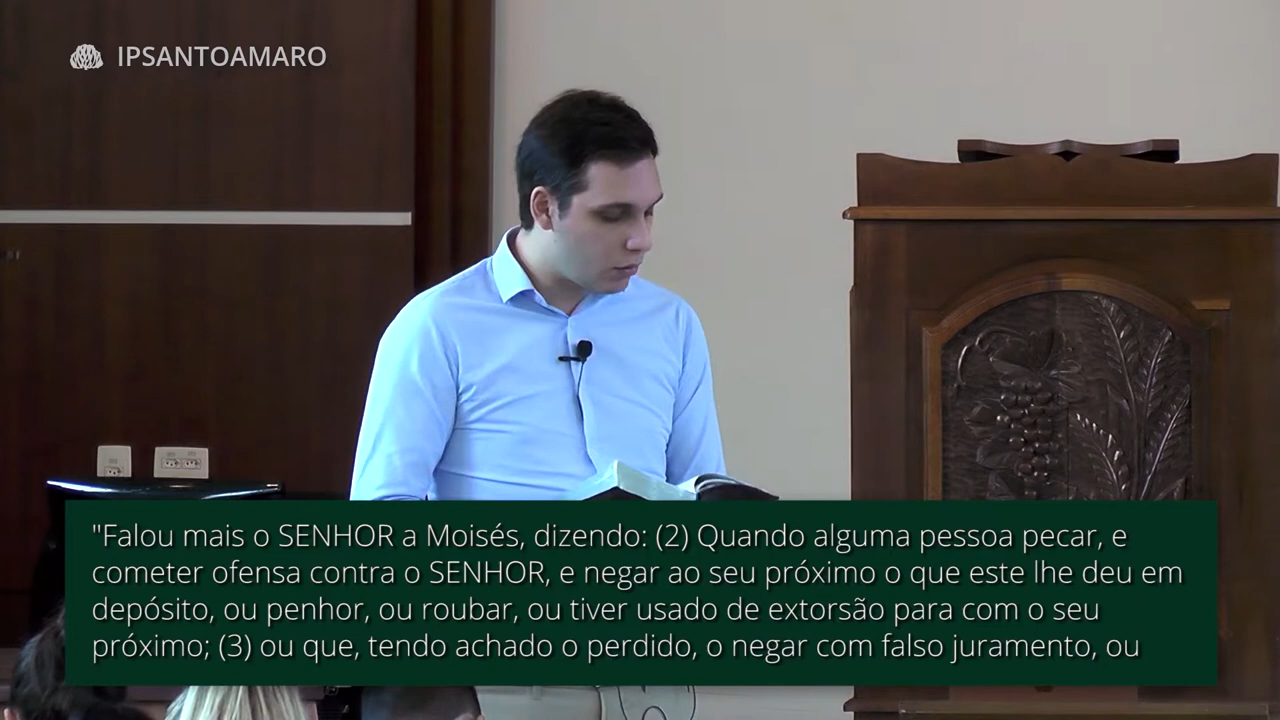 IPSANTOAMARO
"Falou mais o SENHOR a Moisés, dizendo: (2) Quando alguma pessoa pecar, e
cometer ofensa contra o SENHOR, e negar ao seu próximo o que este lhe deu em
depósito, ou penhor, ou roubar, ou tiver usado de extorsão para com o seu
próximo; (3) ou que, tendo achado o perdido, o negar com falso juramento, ou